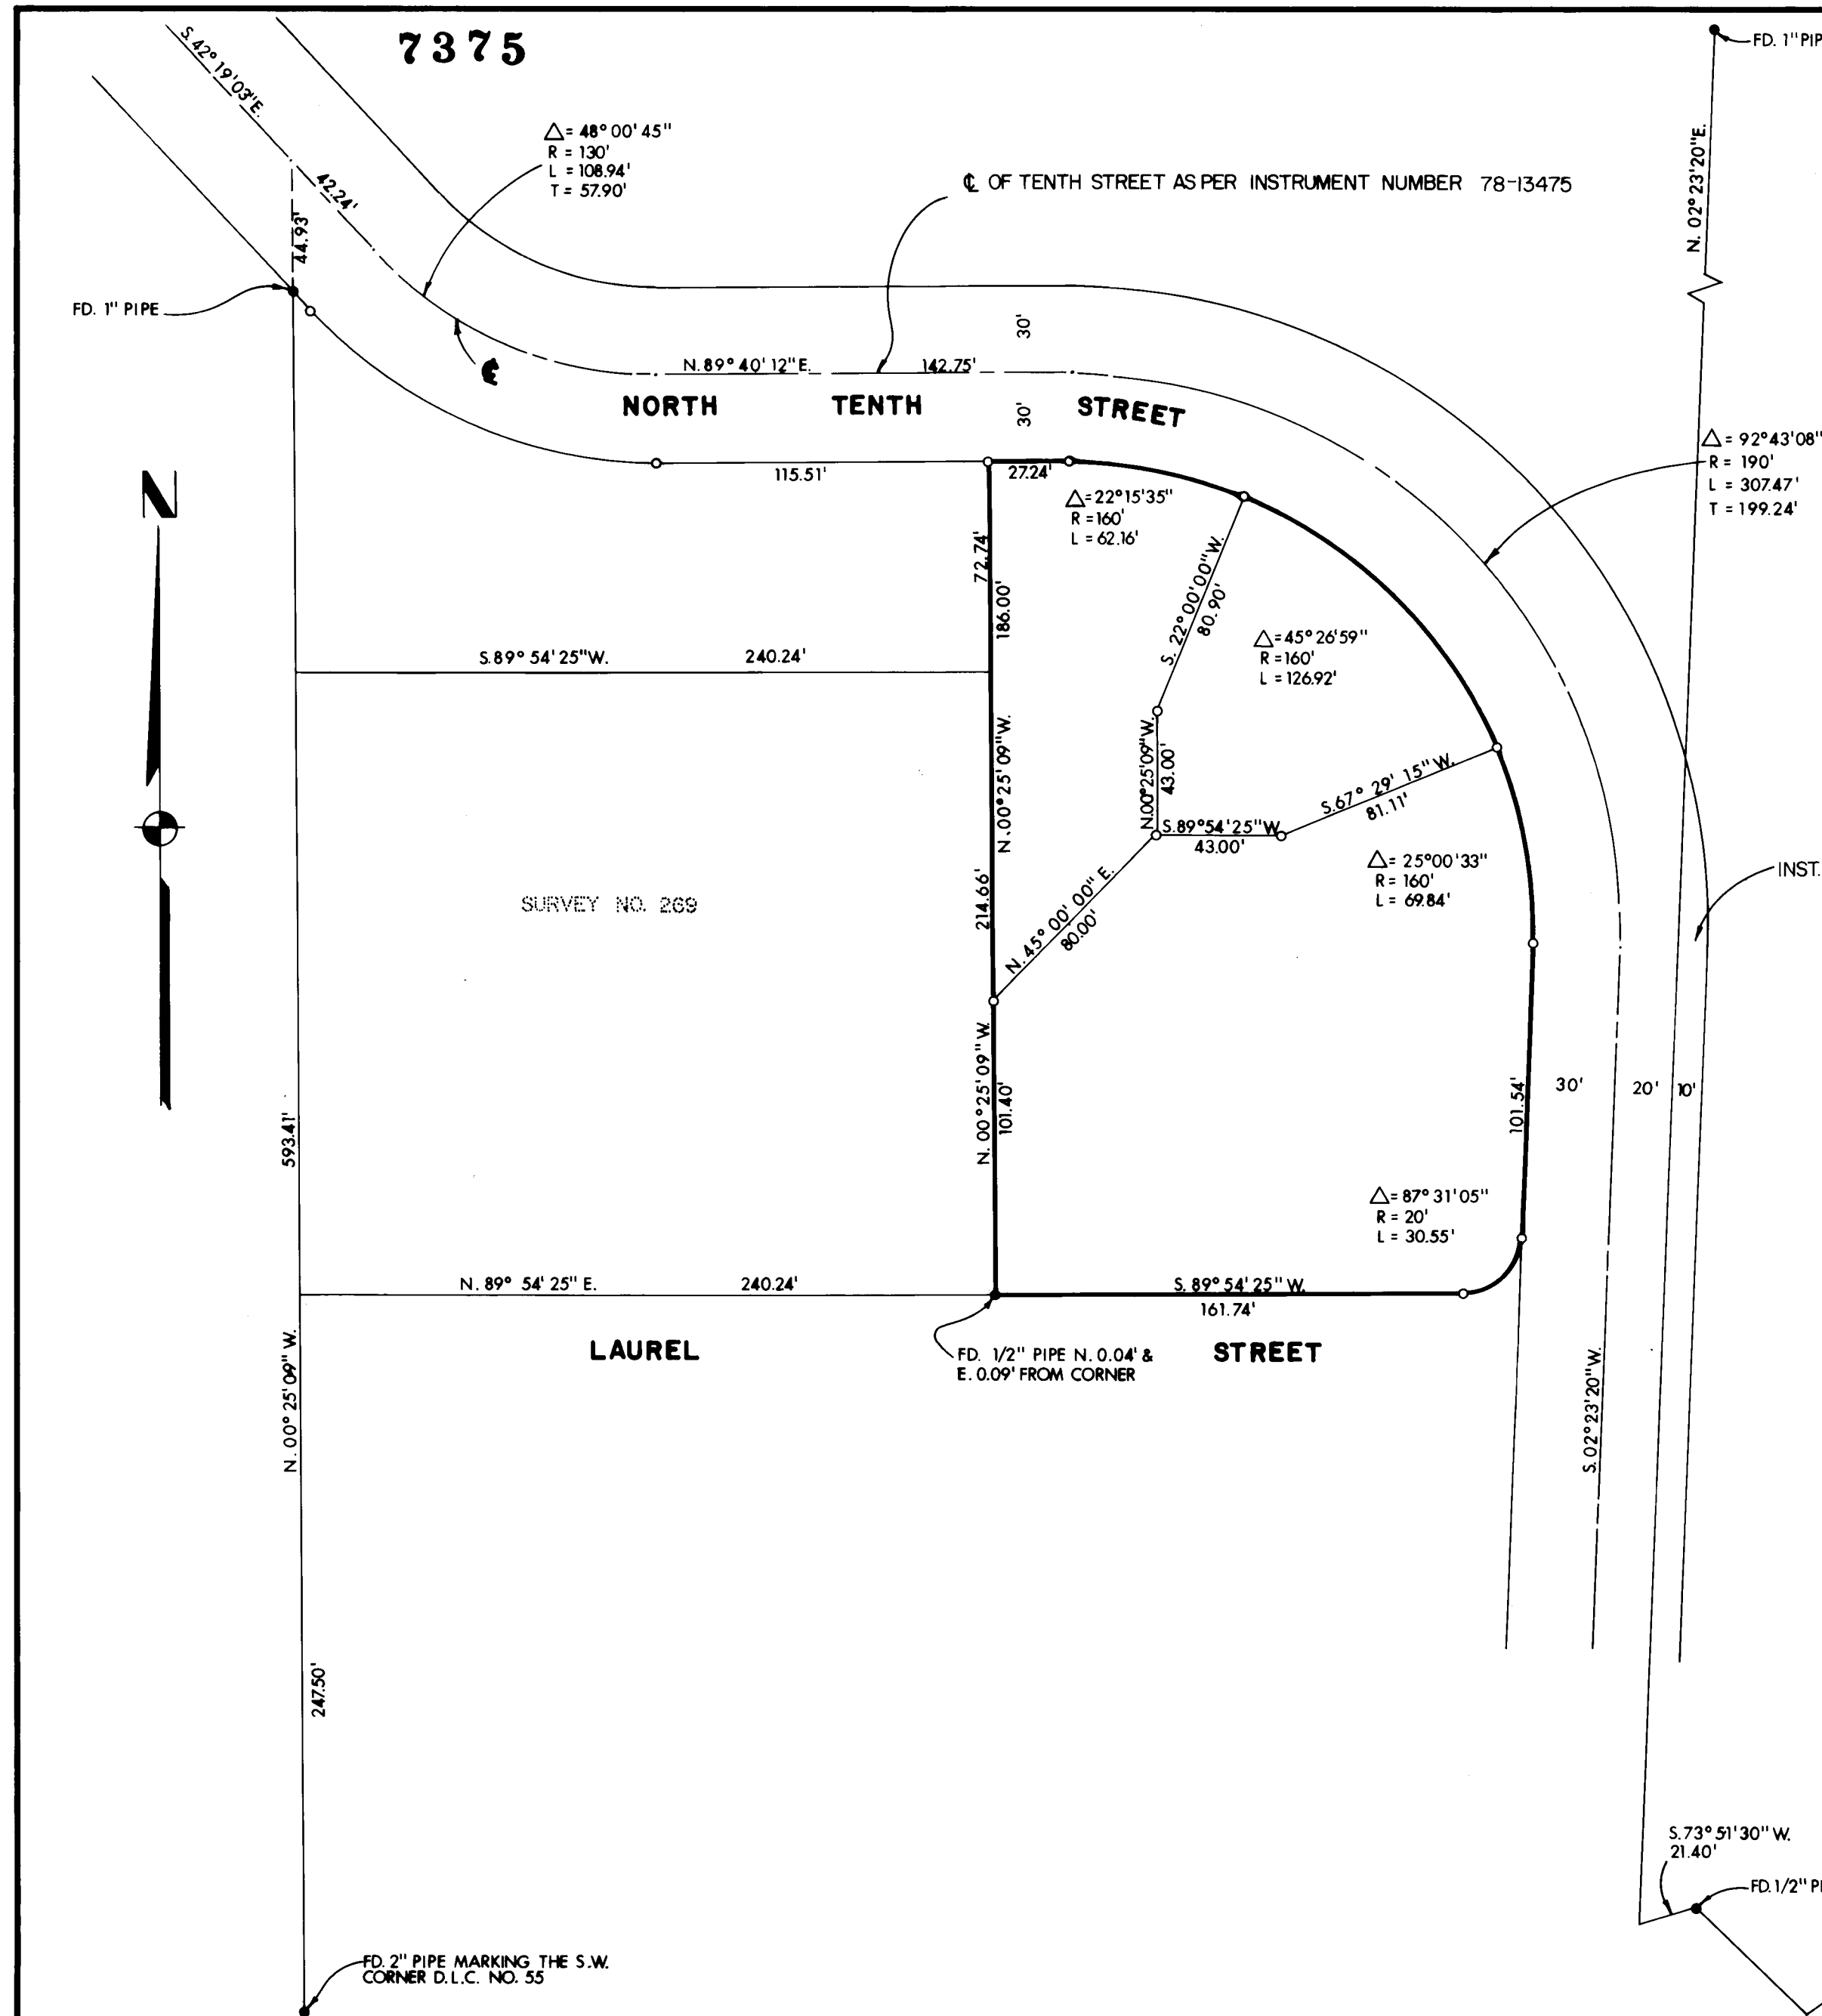 7375
FD. 1" PIP
S. 42° 19' 03" E.
△ = 48° 00' 45"
R = 130'
L = 108.94'
T = 57.90'
℄ OF TENTH STREET AS PER INSTRUMENT NUMBER 78-13475
N. 02° 23' 20" E.
42.24'
44.93'
FD. 1" PIPE
℄
30'
N. 89° 40' 12" E. 142.75'
NORTH TENTH STREET
30'
△ = 92° 43' 08"
R = 190'
L = 307.47'
T = 199.24'
N
115.51'
27.24'
△ = 22° 15' 35"
R = 160'
L = 62.16'
72.74'
186.00'
S. 22° 00' 00" W.
80.90'
△ = 45° 26' 59"
R = 160'
L = 126.92'
S. 89° 54' 25" W. 240.24'
N. 00° 25' 09" W.
N. 00° 25' 09" W.
43.00'
S. 67° 29' 15" W.
81.11'
S. 89° 54' 25" W.
43.00'
△ = 25° 00' 33"
R = 160'
L = 69.84'
INST.
SURVEY NO. 269
214.66'
N. 45° 00' 00" E.
80.00'
N. 00° 25' 09" W.
101.40'
101.54'
30'
20'
10'
593.41'
△ = 87° 31' 05"
R = 20'
L = 30.55'
N. 89° 54' 25" E. 240.24'
S. 89° 54' 25" W.
161.74'
LAUREL STREET
FD. 1/2" PIPE N. 0.04' &
E. 0.09' FROM CORNER
N. 00° 25' 09" W.
S. 02° 23' 20" W.
247.50'
S. 73° 51' 30" W.
21.40'
FD. 1/2" PI
FD. 2" PIPE MARKING THE S.W.
CORNER D.L.C. NO. 55